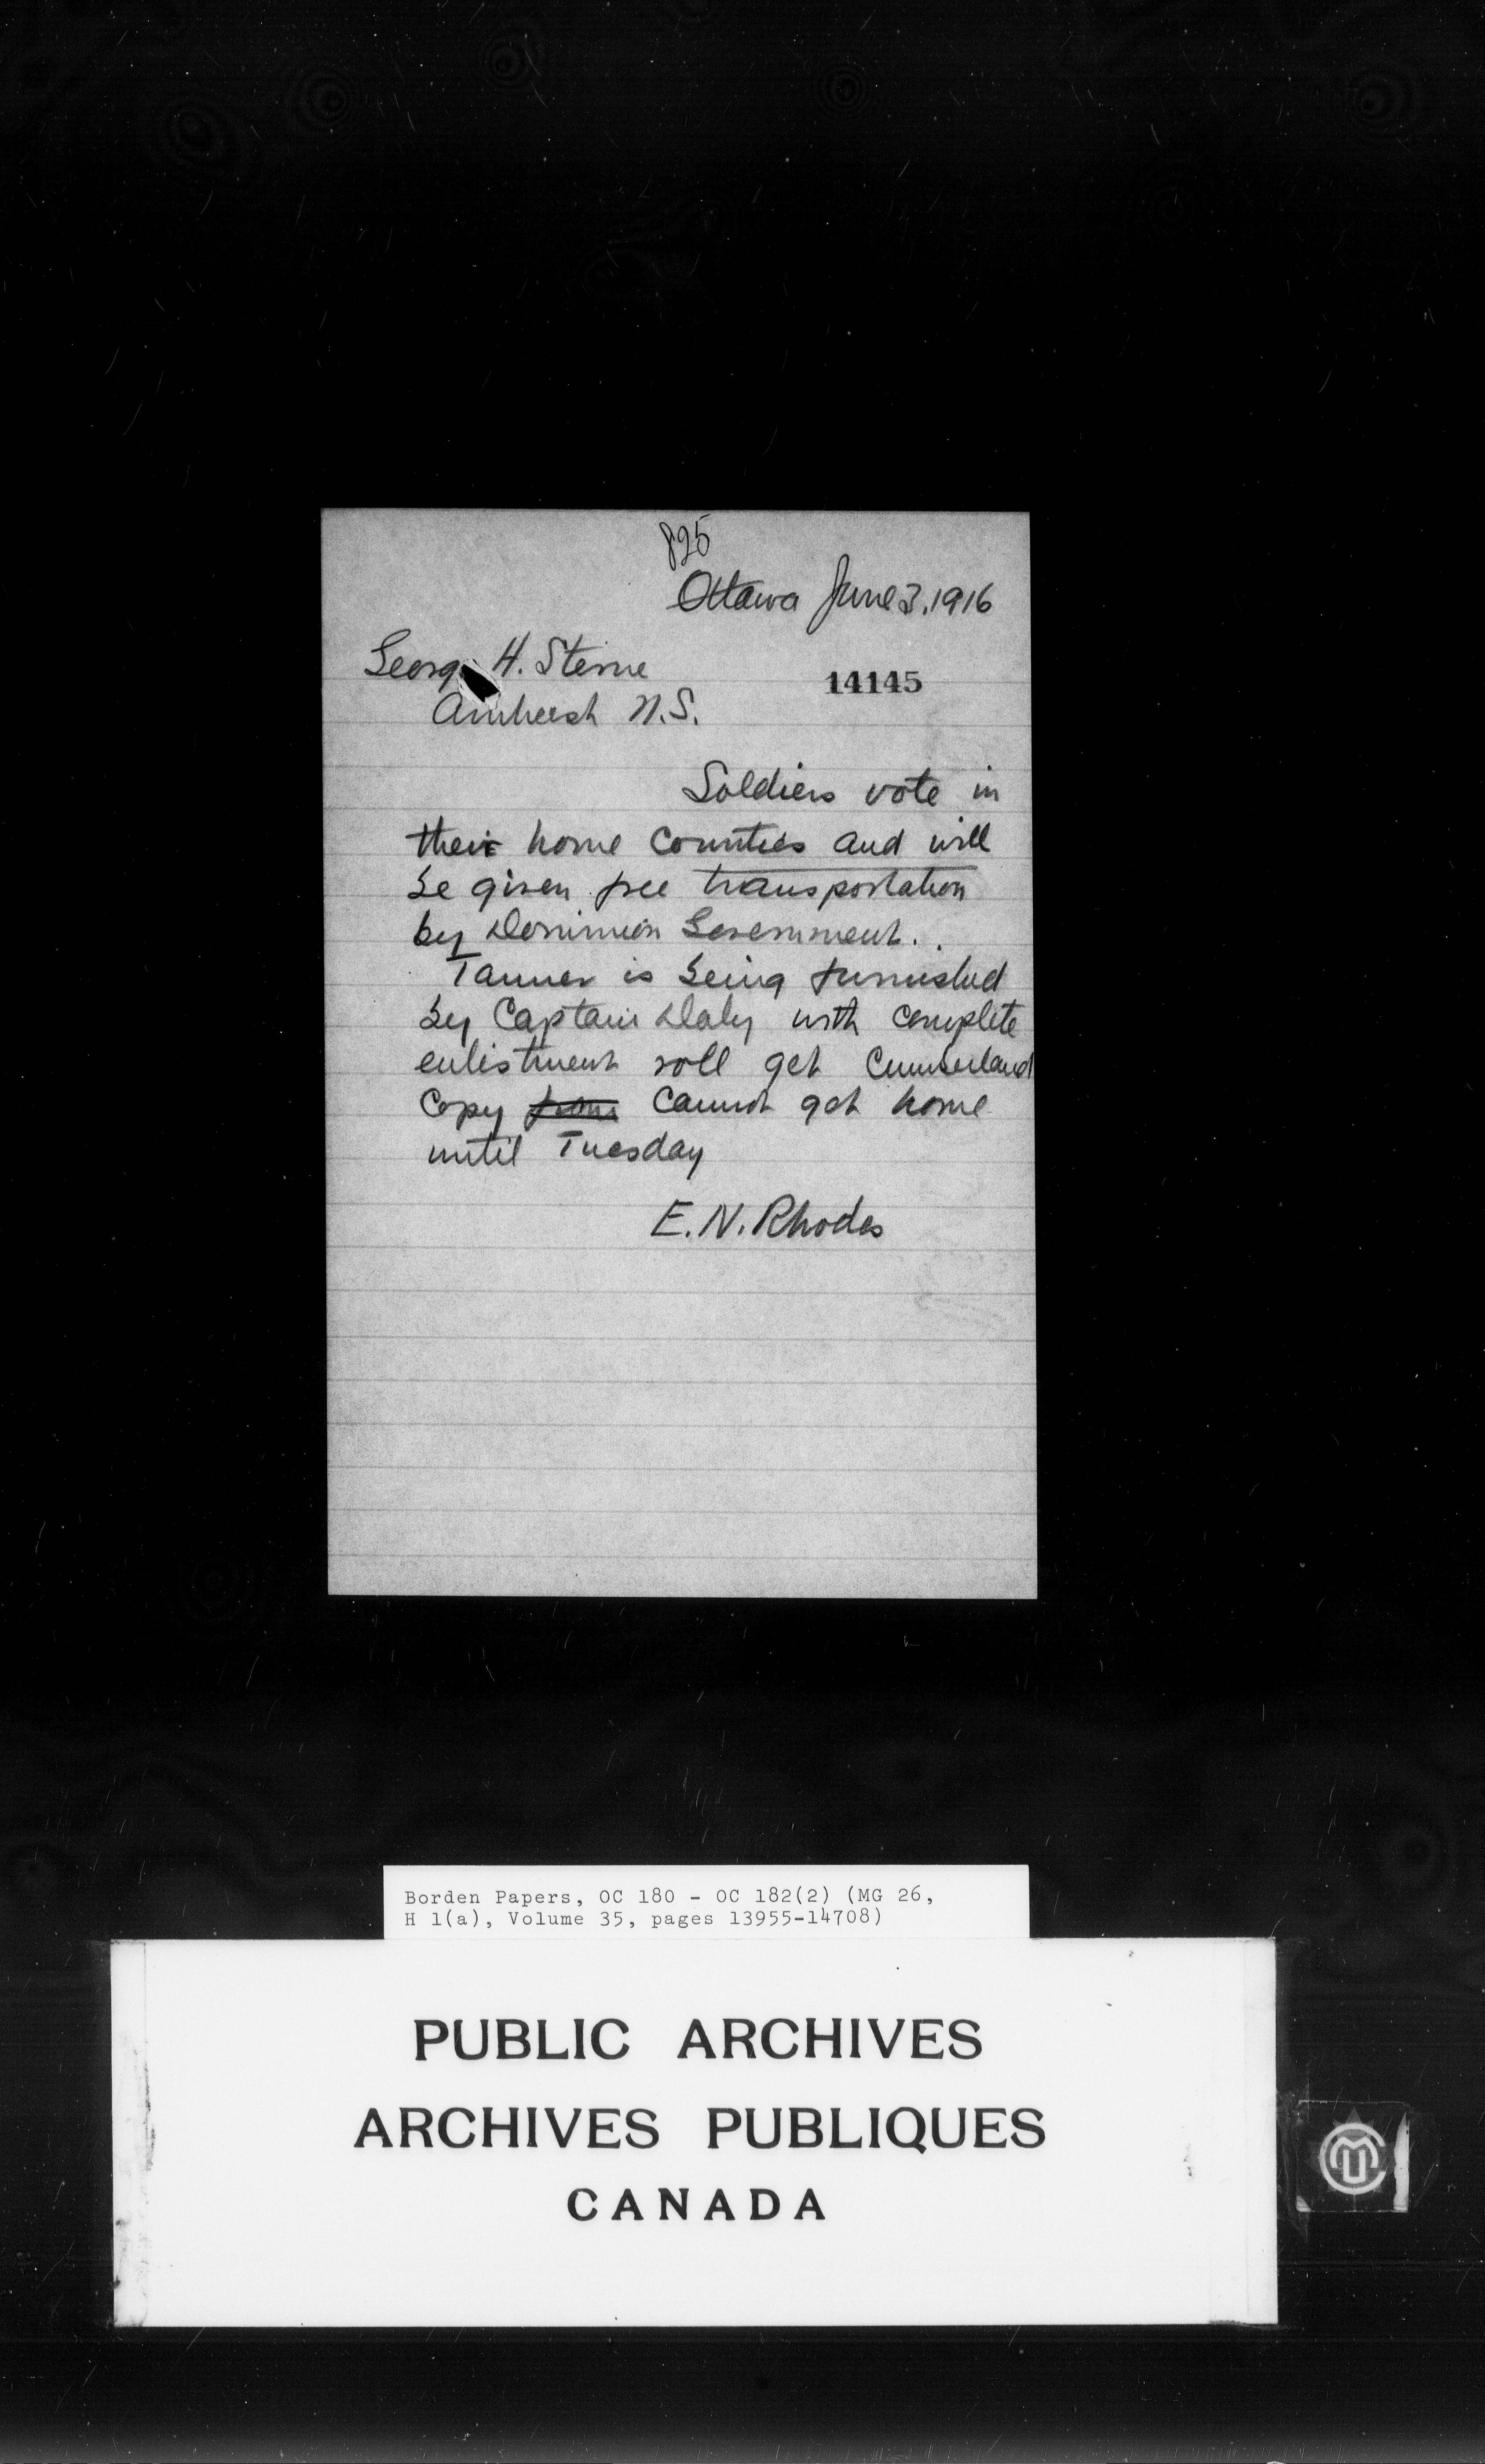 825
Ottawa June 3, 1916
George H. Sterne
14145
Amherst N.S.
Soldiers vote in
their home Counties and will
be given free transportation
by Dominion Government..
Tanner is being furnished
by Captain Daly with complete
enlistment roll get Cumberland
Copy from Cannot get home
until Tuesday
E. N. Rhodes
Borden Papers, OC 180 - OC 182(2) (MG 26,
H 1(a), Volume 35, pages 13955-14708)
PUBLIC ARCHIVES
ARCHIVES PUBLIQUES
CANADA